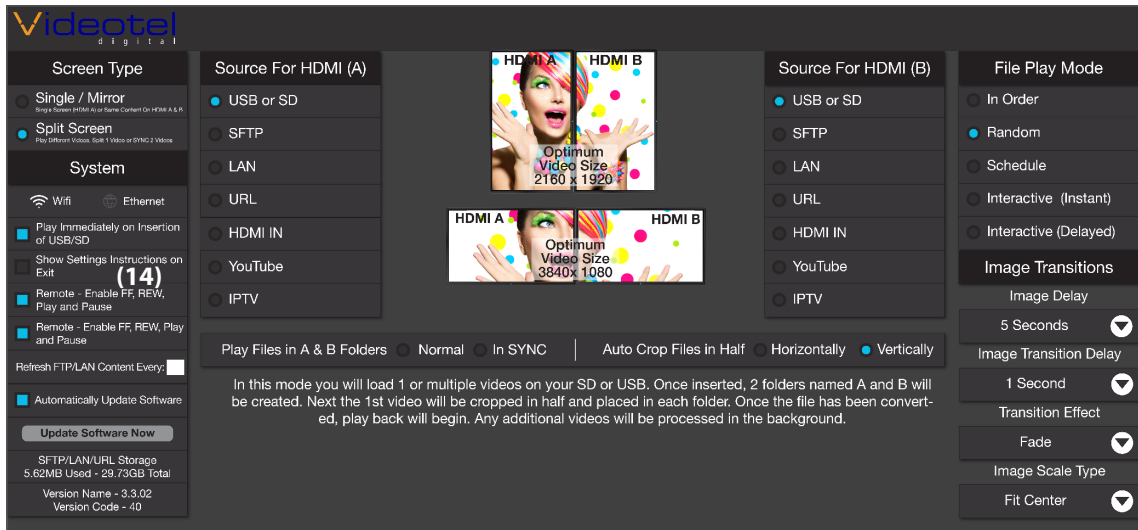 Videotel
digital
Screen Type
Single / Mirror
Single Screen (HDMI A) or Same Content On HDMI A & B
Split Screen
Play Different Videos, Split 1 Video or SYNC 2 Videos
System
Wifi
Ethernet
Play Immediately on Insertion
of USB/SD
Show Settings Instructions on
Exit
(14)
Remote - Enable FF, REW,
Play and Pause
Remote - Enable FF, REW, Play
and Pause
Refresh FTP/LAN Content Every:
Automatically Update Software
Update Software Now
SFTP/LAN/URL Storage
5.62MB Used - 29.73GB Total
Version Name - 3.3.02
Version Code - 40
Source For HDMI (A)
USB or SD
SFTP
LAN
URL
HDMI IN
YouTube
IPTV
HDMI A
HDMI B
Optimum
Video Size
2160 x 1920
HDMI A
HDMI B
Optimum
Video Size
3840x 1080
Source For HDMI (B)
USB or SD
SFTP
LAN
URL
HDMI IN
YouTube
IPTV
Play Files in A & B Folders
Normal
In SYNC
Auto Crop Files in Half
Horizontally
Vertically
In this mode you will load 1 or multiple videos on your SD or USB. Once inserted, 2 folders named A and B will
be created. Next the 1st video will be cropped in half and placed in each folder. Once the file has been convert-
ed, play back will begin. Any additional videos will be processed in the background.
File Play Mode
In Order
Random
Schedule
Interactive (Instant)
Interactive (Delayed)
Image Transitions
Image Delay
5 Seconds
Image Transition Delay
1 Second
Transition Effect
Fade
Image Scale Type
Fit Center